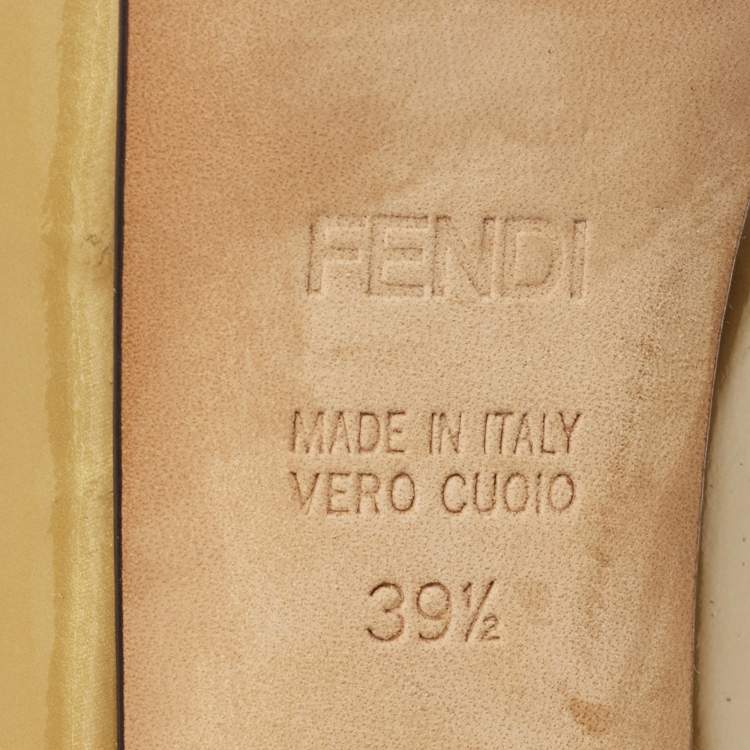 FENDI
MADE IN ITALY
VERO CUOIO
39½